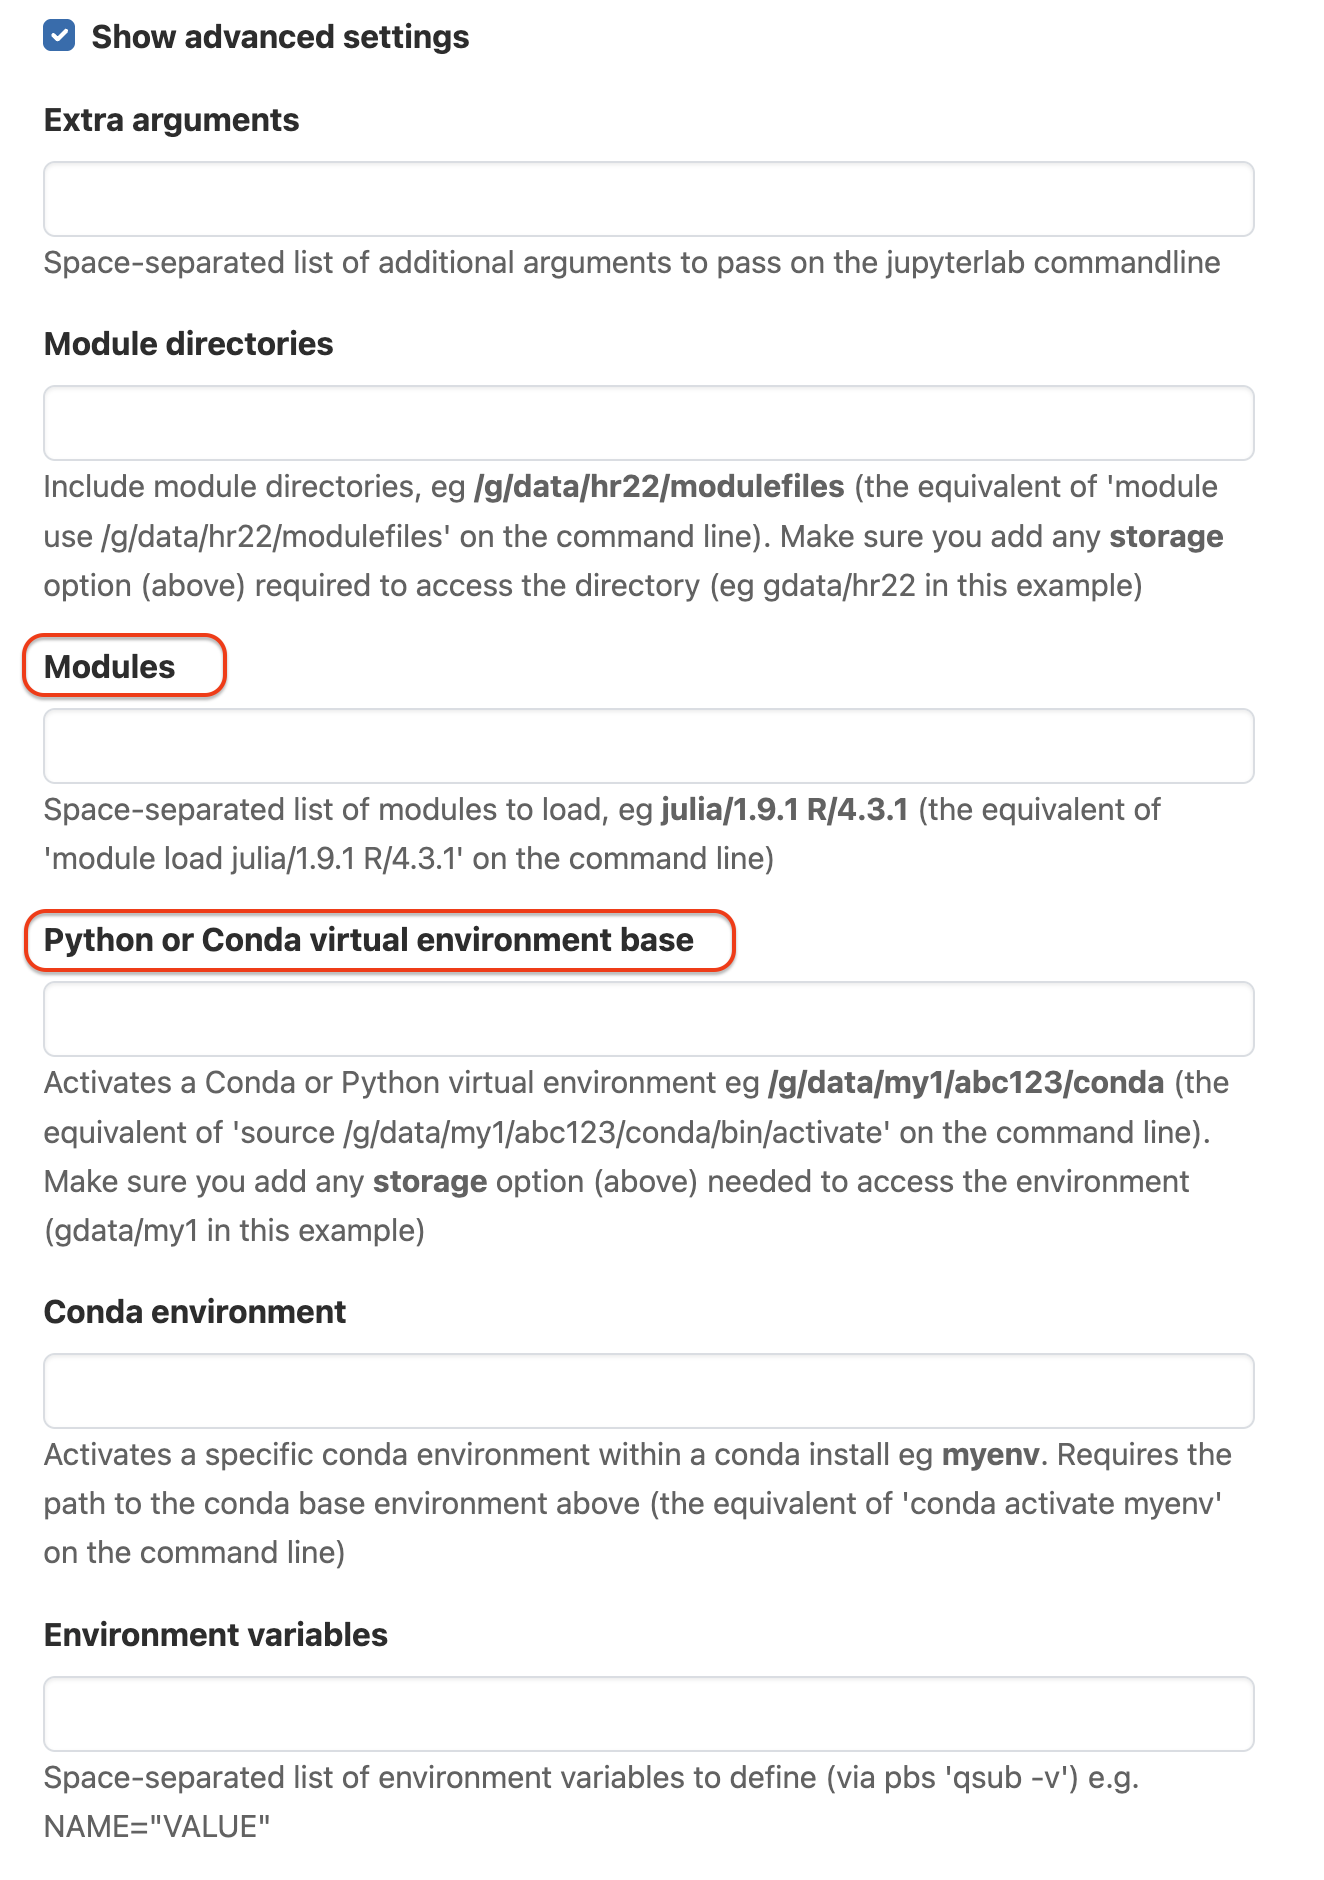 Show advanced settings
Extra arguments
Space-separated list of additional arguments to pass on the jupyterlab commandline
Module directories
Include module directories, eg /g/data/hr22/modulefiles (the equivalent of 'module
use /g/data/hr22/modulefiles' on the command line). Make sure you add any storage
option (above) required to access the directory (eg gdata/hr22 in this example)
Modules
Space-separated list of modules to load, eg julia/1.9.1 R/4.3.1 (the equivalent of
'module load julia/1.9.1 R/4.3.1' on the command line)
Python or Conda virtual environment base
Activates a Conda or Python virtual environment eg /g/data/my1/abc123/conda (the
equivalent of 'source /g/data/my1/abc123/conda/bin/activate' on the command line).
Make sure you add any storage option (above) needed to access the environment
(gdata/my1 in this example)
Conda environment
Activates a specific conda environment within a conda install eg myenv. Requires the
path to the conda base environment above (the equivalent of 'conda activate myenv'
on the command line)
Environment variables
Space-separated list of environment variables to define (via pbs 'qsub -v') e.g.
NAME="VALUE"